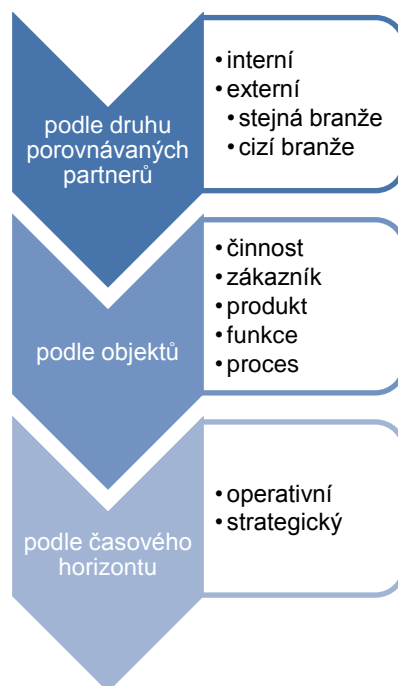 podle druhu
porovnávaných
partnerů
• interní
• externí
• stejná branže
• cizí branže
podle objektů
• činnost
• zákazník
• produkt
• funkce
• proces
podle časového
horizontu
• operativní
• strategický